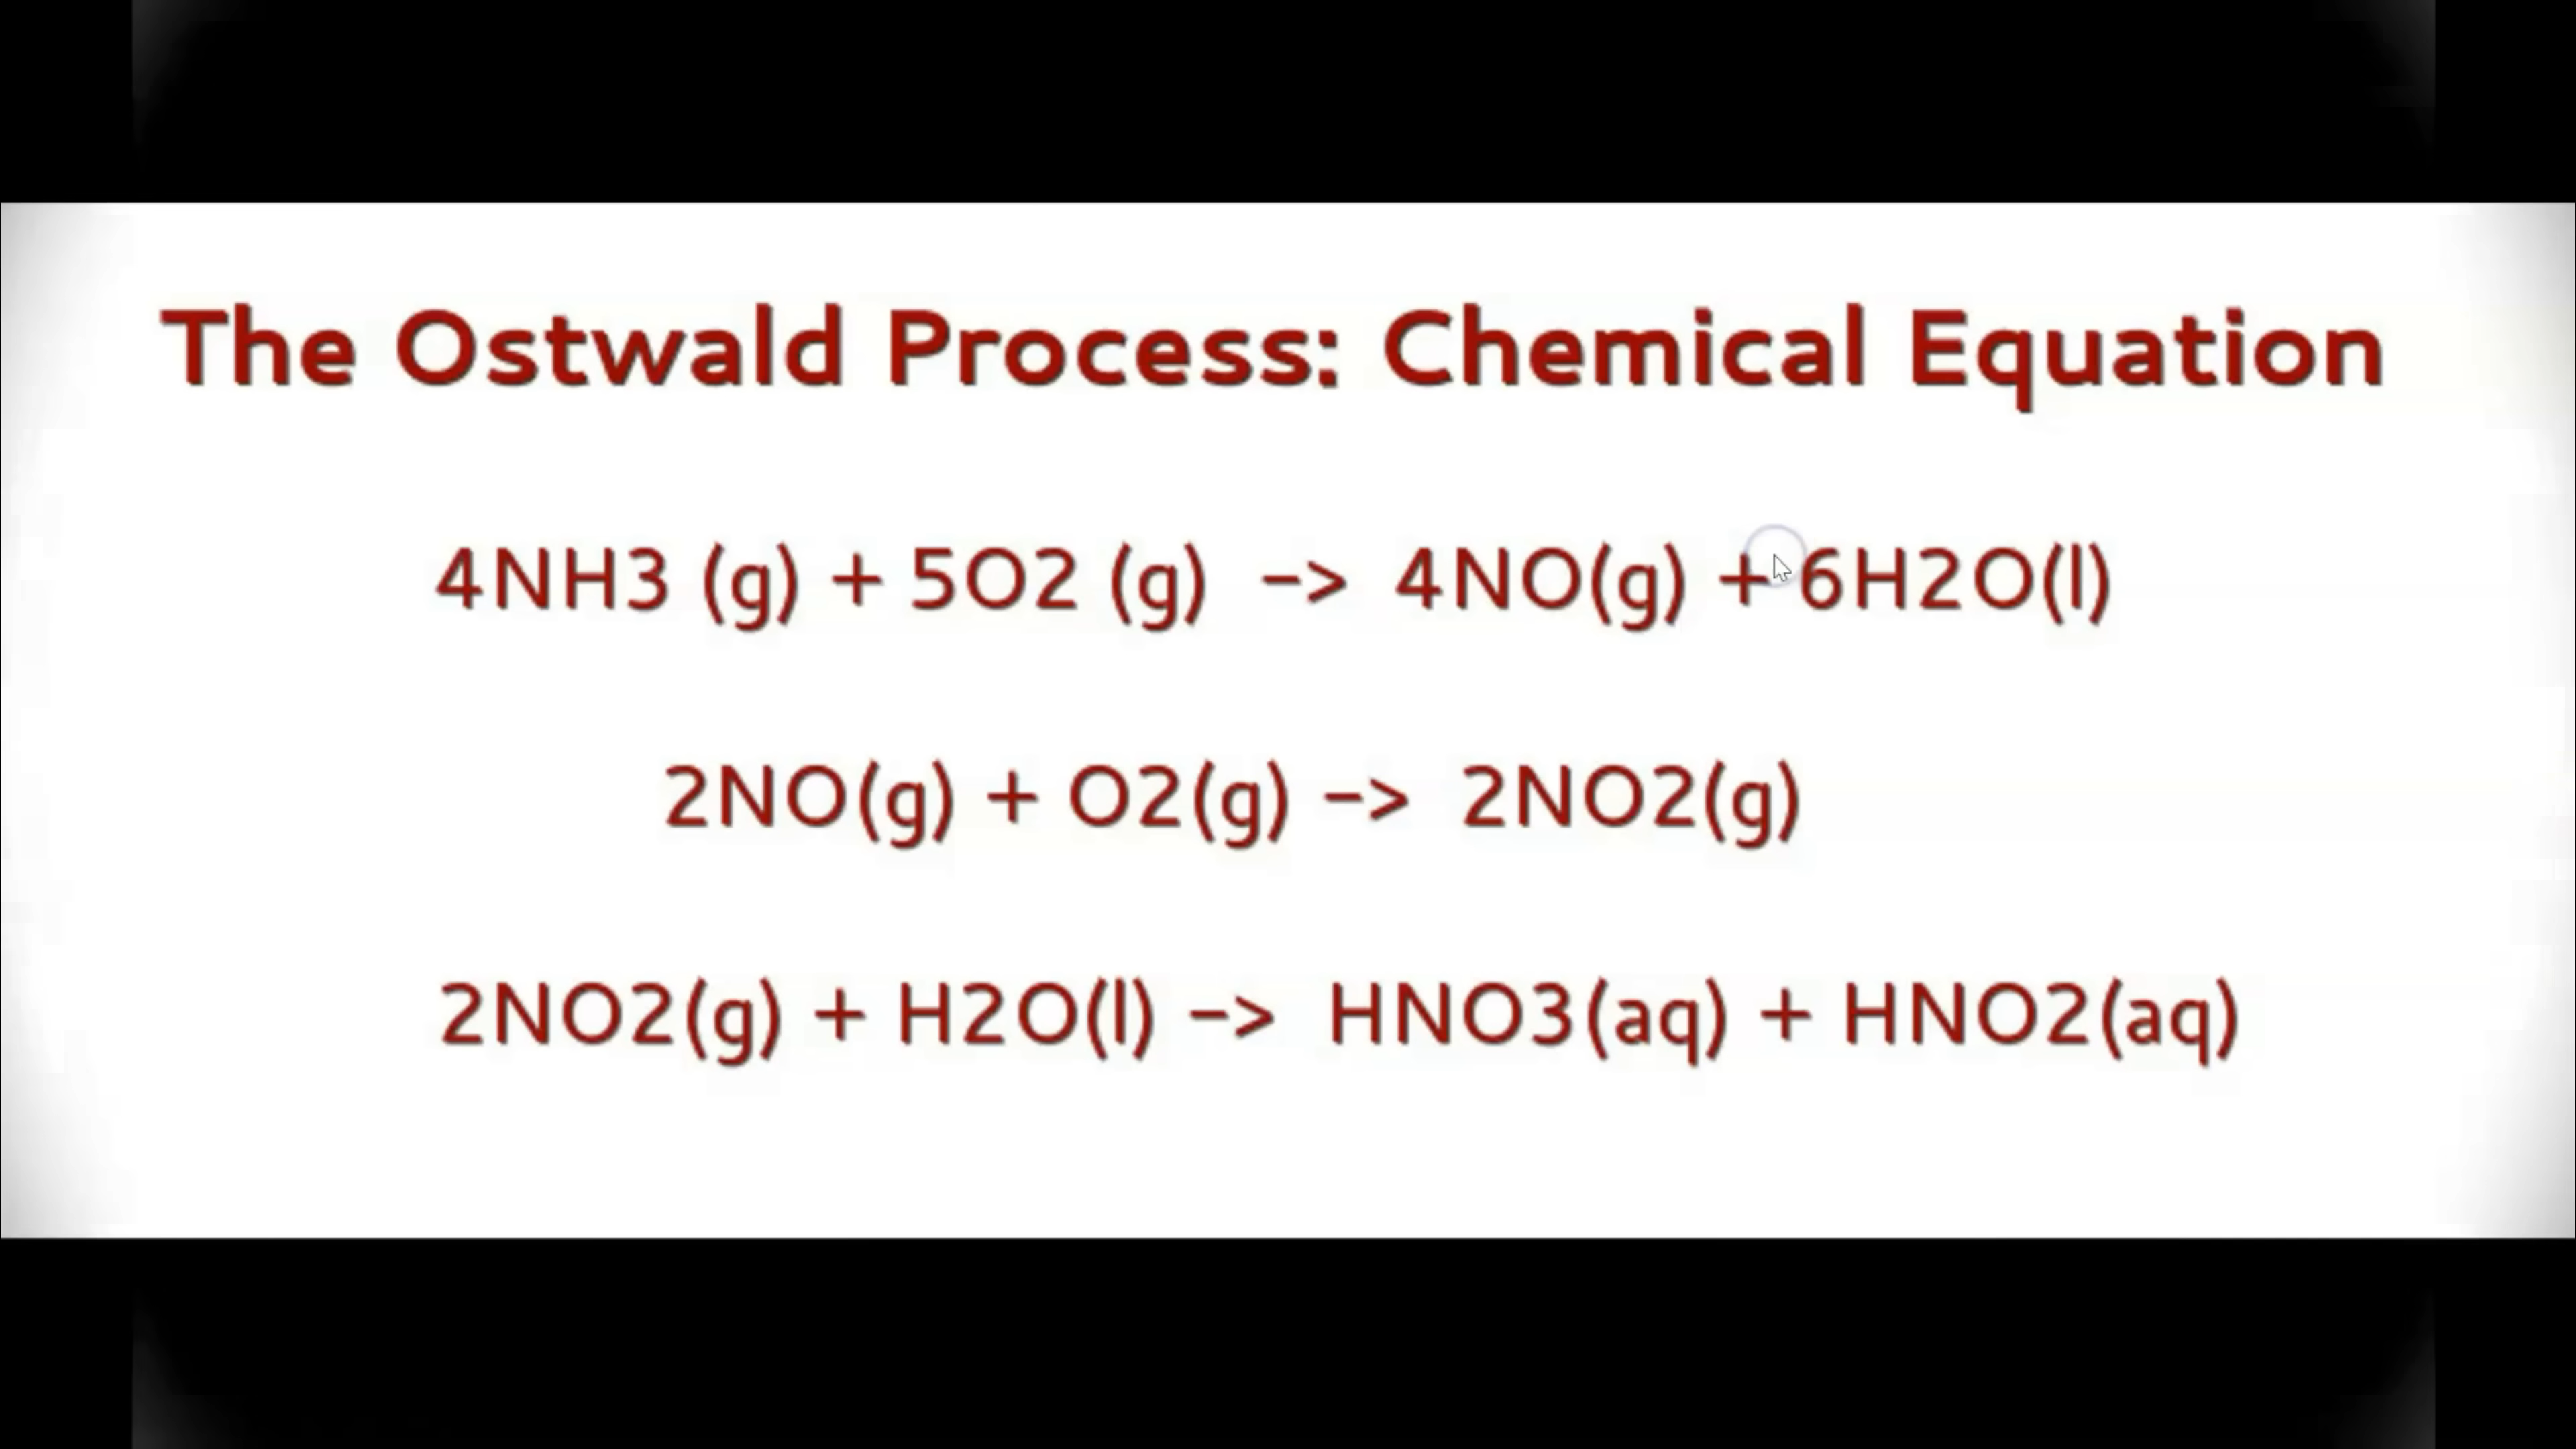 The Ostwald Process: Chemical Equation
4NH3 (g) + 5O2 (g) -> 4NO(g) + 6H2O(l)
2NO(g) + O2(g) -> 2NO2(g)
2NO2(g) + H2O(l) -> HNO3(aq) + HNO2(aq)